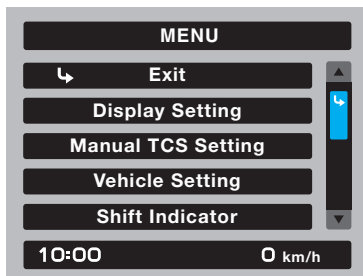 MENU
Exit
Display Setting
Manual TCS Setting
Vehicle Setting
Shift Indicator
10:00 0 km/h